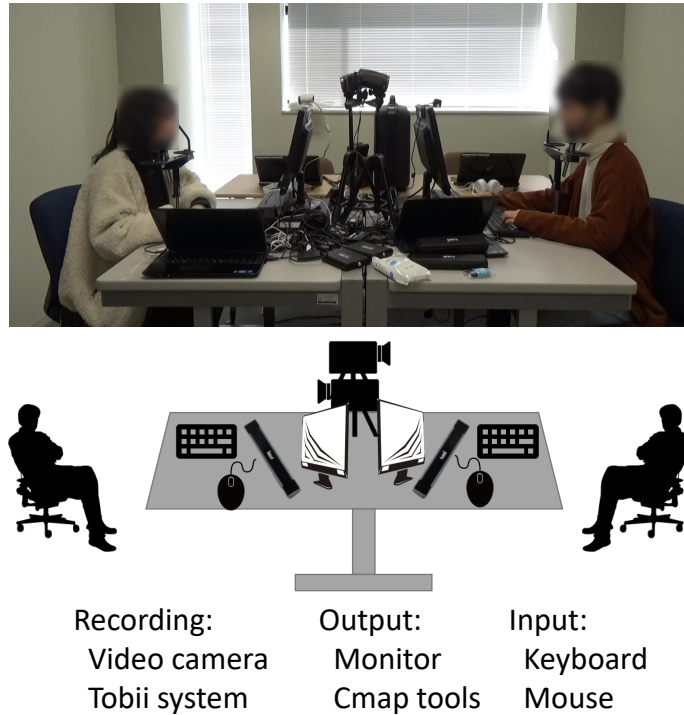 Recording: Output: Input:
Video camera Monitor Keyboard
Tobii system Cmap tools Mouse